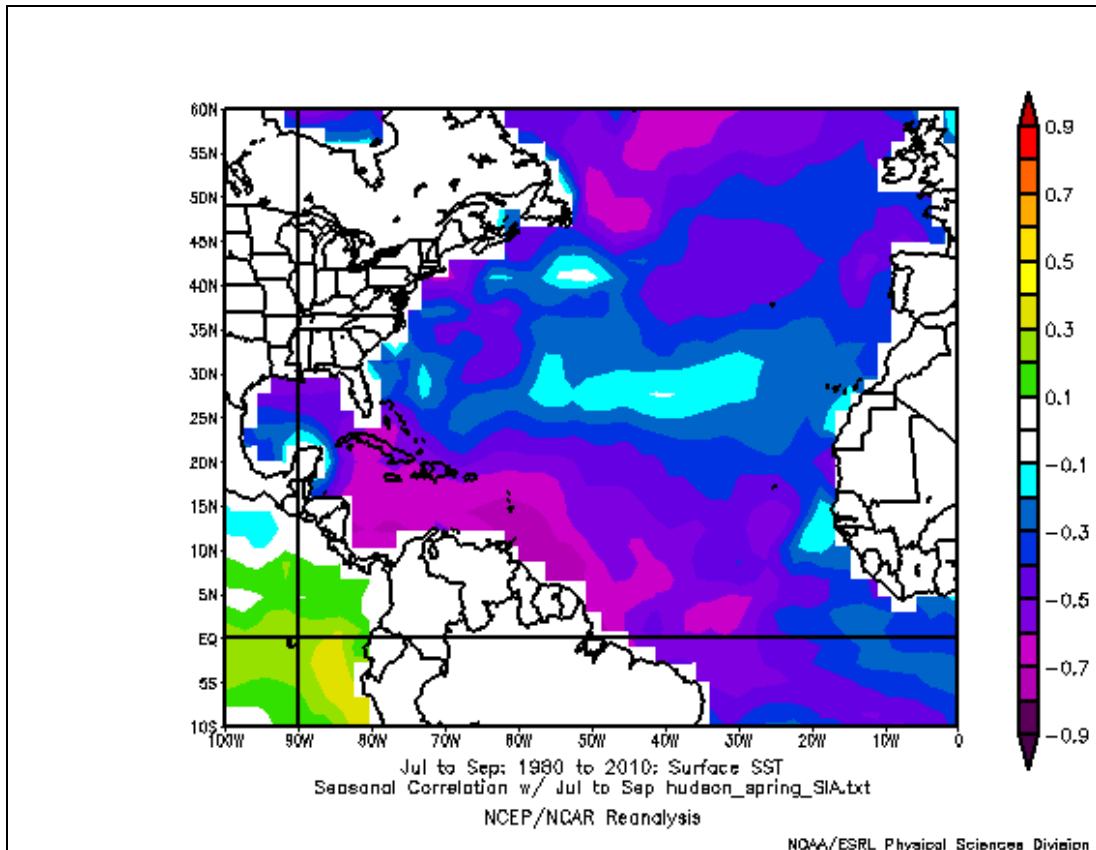 60N
55N
50N
45N
40N
35N
30N
25N
20N
15N
10N
5N
EQ
5S
10S
100W 90W 80W 70W 60W 50W 40W 30W 20W 10W 0
0.9
0.7
0.5
0.3
0.1
-0.1
-0.3
-0.5
-0.7
-0.9
Jul to Sep: 1980 to 2010: Surface SST
Seasonal Correlation w/ Jul to Sep hudson_spring_SIA.txt
NCEP/NCAR Reanalysis
NOAA/ESRL Physical Sciences Division